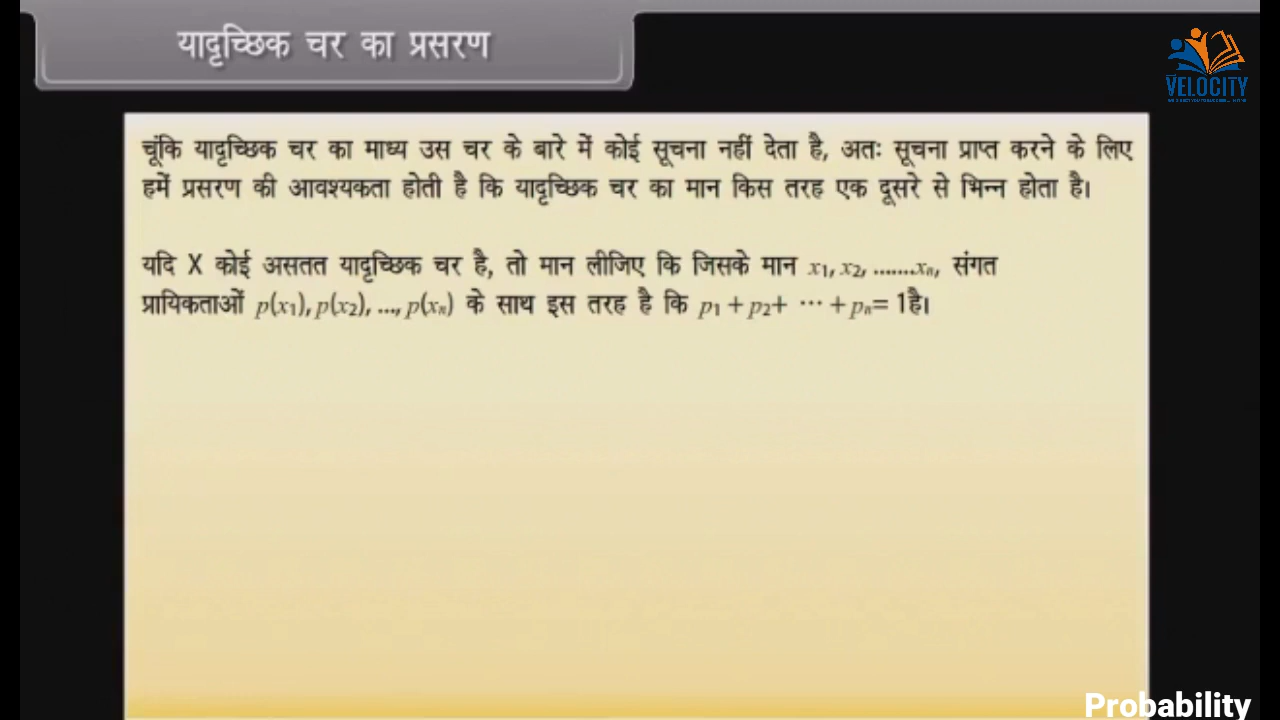 यादृच्छिक चर का प्रसरण
VELOCITY
चूंकि यादृच्छिक चर का माध्य उस चर के बारे में कोई सूचना नहीं देता है, अतः सूचना प्राप्त करने के लिए
हमें प्रसरण की आवश्यकता होती है कि यादृच्छिक चर का मान किस तरह एक दूसरे से भिन्न होता है।
यदि X कोई असतत यादृच्छिक चर है, तो मान लीजिए कि जिसके मान x₁, x₂, .......xₙ, संगत
प्रायिकताओं p(x₁), p(x₂), ..., p(xₙ) के साथ इस तरह है कि p₁ + p₂+ ⋯ + pₙ= 1है।
Probability